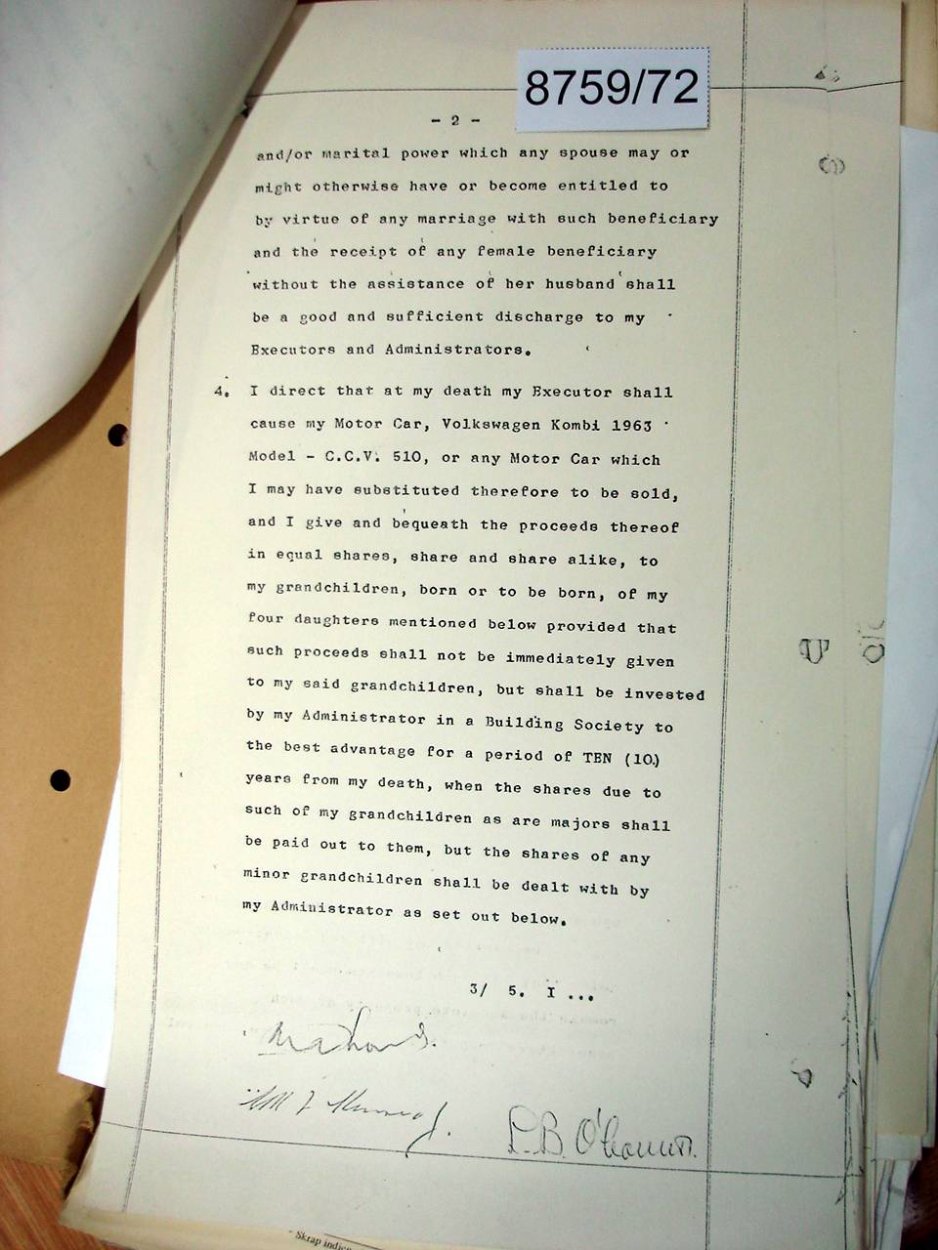 8759/72
- 2 -
and/or marital power which any spouse may or
might otherwise have or become entitled to
by virtue of any marriage with such beneficiary
and the receipt of any female beneficiary
without the assistance of her husband shall
be a good and sufficient discharge to my
Executors and Administrators.
4. I direct that at my death my Executor shall
cause my Motor Car, Volkswagen Kombi 1963
Model - C.C.V. 510, or any Motor Car which
I may have substituted therefore to be sold,
and I give and bequeath the proceeds thereof
in equal shares, share and share alike, to
my grandchildren, born or to be born, of my
four daughters mentioned below provided that
such proceeds shall not be immediately given
to my said grandchildren, but shall be invested
by my Administrator in a Building Society to
the best advantage for a period of TEN (10.)
years from my death, when the shares due to
such of my grandchildren as are majors shall
be paid out to them, but the shares of any
minor grandchildren shall be dealt with by
my Administrator as set out below.
3/ 5. I ...
B. O'Connor.
Skrap